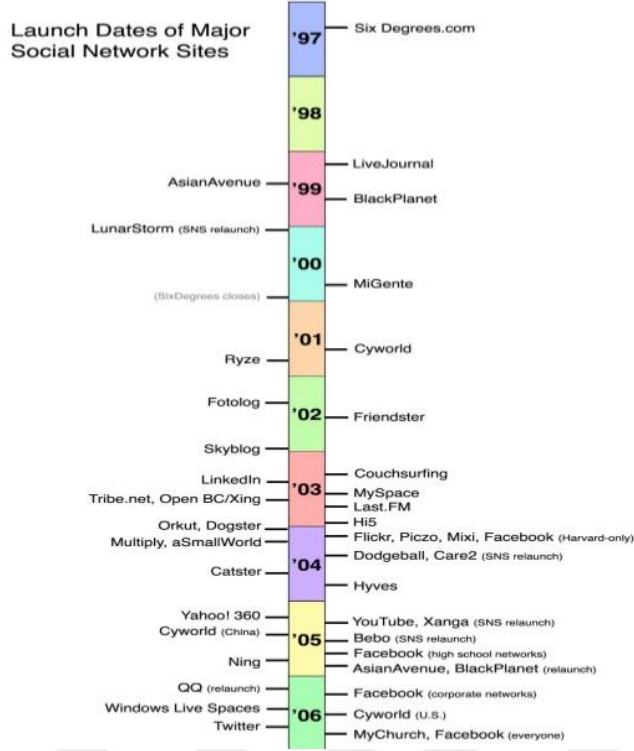 Launch Dates of Major
Social Network Sites
'97
Six Degrees.com
'98
LiveJournal
AsianAvenue
'99
BlackPlanet
LunarStorm (SNS relaunch)
'00
MiGente
(SixDegrees closes)
'01
Cyworld
Ryze
Fotolog
'02
Friendster
Skyblog
Couchsurfing
LinkedIn
'03
MySpace
Tribe.net, Open BC/Xing
Last.FM
Hi5
Orkut, Dogster
Flickr, Piczo, Mixi, Facebook (Harvard-only)
Multiply, aSmallWorld
Dodgeball, Care2 (SNS relaunch)
'04
Catster
Hyves
Yahoo! 360
YouTube, Xanga (SNS relaunch)
Cyworld (China)
'05
Bebo (SNS relaunch)
Facebook (high school networks)
Ning
AsianAvenue, BlackPlanet (relaunch)
QQ (relaunch)
Facebook (corporate networks)
Windows Live Spaces
'06
Cyworld (U.S.)
Twitter
MyChurch, Facebook (everyone)